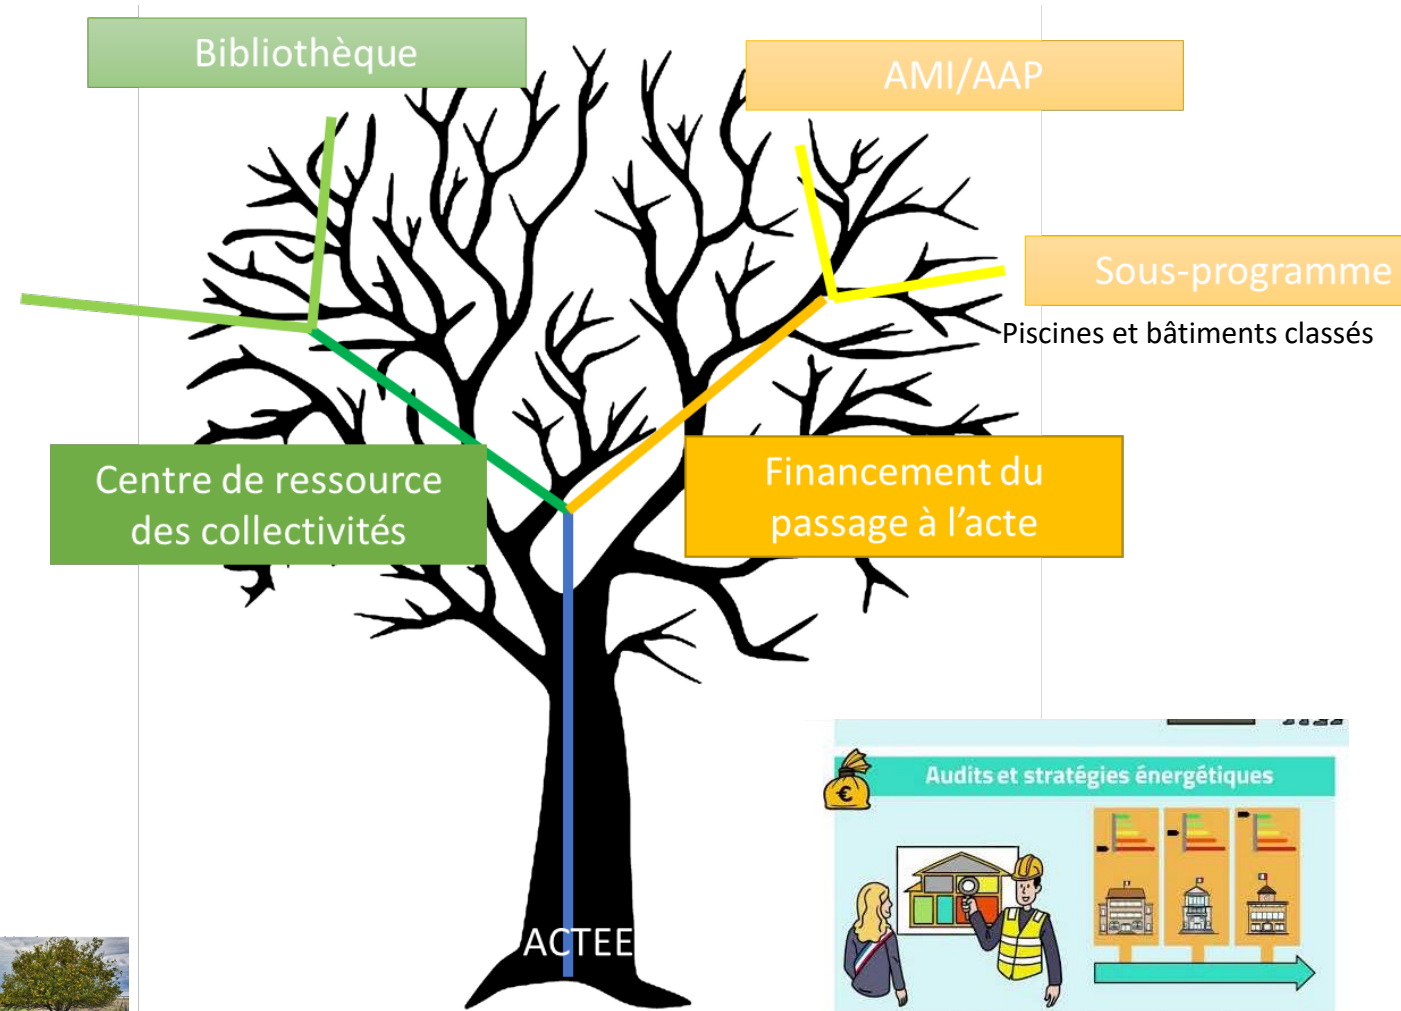 Bibliothèque
AMI/AAP
Sous-programme
Piscines et bâtiments classés
Centre de ressource
des collectivités
Financement du
passage à l'acte
Audits et stratégies énergétiques
€
ACTEE